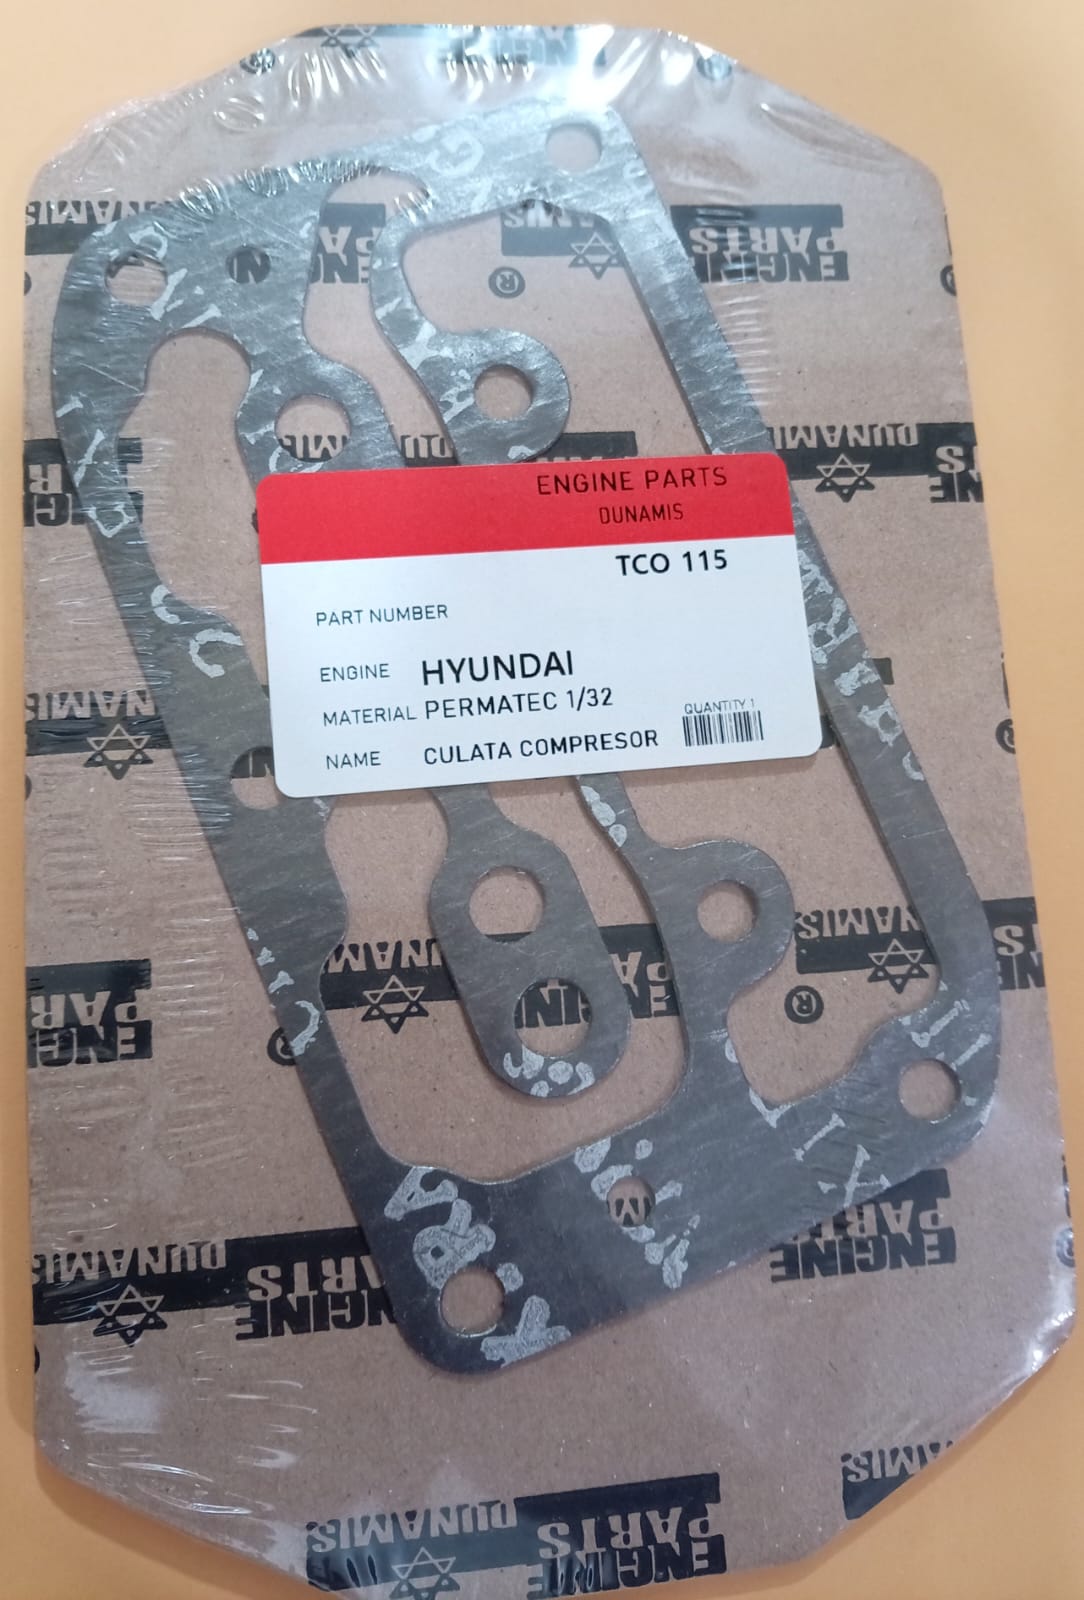 ENGINE PARTS
DUNAMIS
TCO 115
PART NUMBER
ENGINE HYUNDAI
MATERIAL PERMATEC 1/32
QUANTITY 1
NAME CULATA COMPRESOR
DUNAMIS
ENGINE
PARTS
®